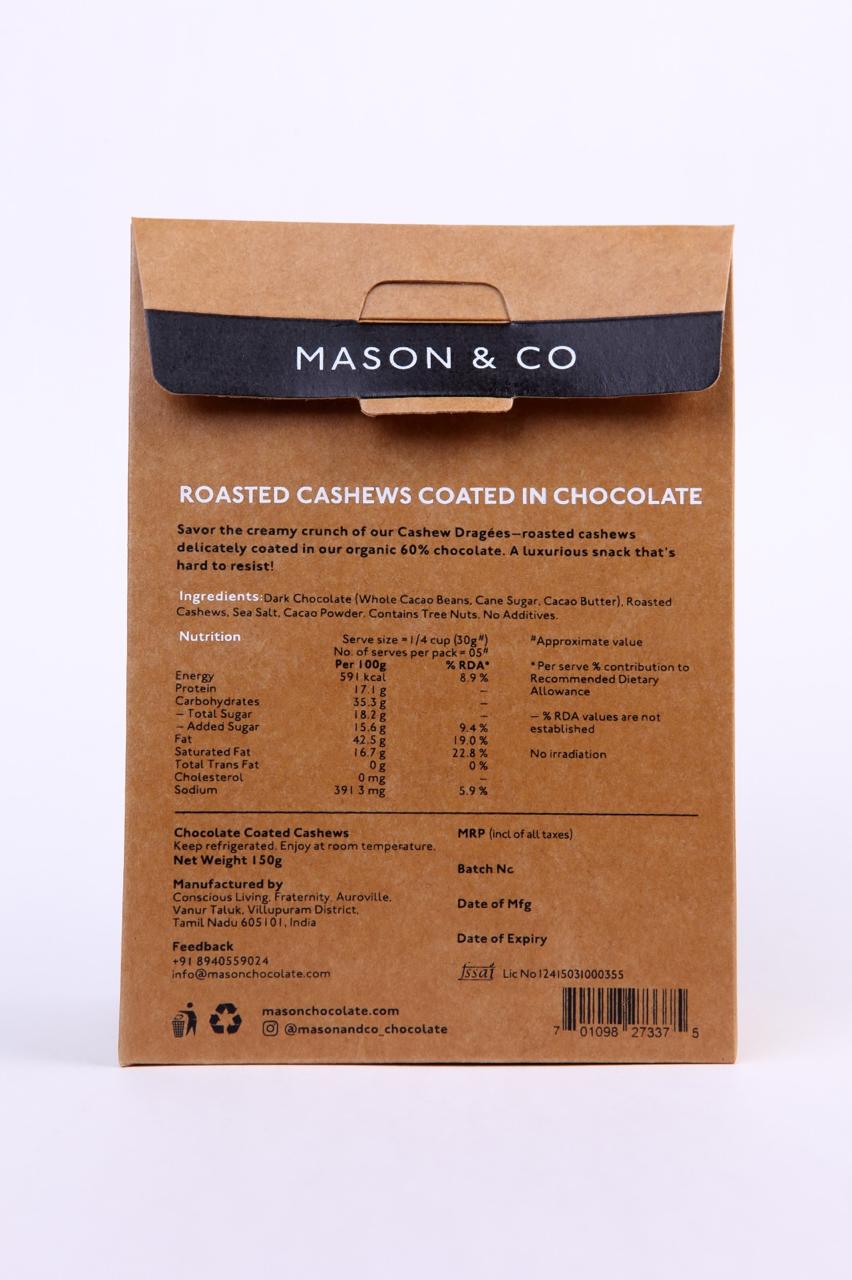 MASON & CO
ROASTED CASHEWS COATED IN CHOCOLATE
Savor the creamy crunch of our Cashew Dragées—roasted cashews
delicately coated in our organic 60% chocolate. A luxurious snack that's
hard to resist!
Ingredients: Dark Chocolate (Whole Cacao Beans, Cane Sugar, Cacao Butter), Roasted
Cashews, Sea Salt, Cacao Powder. Contains Tree Nuts. No Additives.
Nutrition
Serve size = 1/4 cup (30g#)
No. of serves per pack = 05#
Per 100g % RDA*
Energy 591 kcal 8.9 %
Protein 17.1 g –
Carbohydrates 35.3 g –
– Total Sugar 18.2 g –
– Added Sugar 15.6 g 9.4 %
Fat 42.5 g 19.0 %
Saturated Fat 16.7 g 22.8 %
Total Trans Fat 0 g 0 %
Cholesterol 0 mg –
Sodium 391 3 mg 5.9 %
#Approximate value
*Per serve % contribution to
Recommended Dietary
Allowance
– % RDA values are not
established
No irradiation
Chocolate Coated Cashews
Keep refrigerated. Enjoy at room temperature.
Net Weight 150g
Manufactured by
Conscious Living, Fraternity, Auroville,
Vanur Taluk, Villupuram District,
Tamil Nadu 605101, India
Feedback
+91 8940559024
info@masonchocolate.com
masonchocolate.com
@masonandco_chocolate
MRP (incl of all taxes)
Batch No
Date of Mfg
Date of Expiry
fssai Lic No 12415031000355
7 01098 27337 5